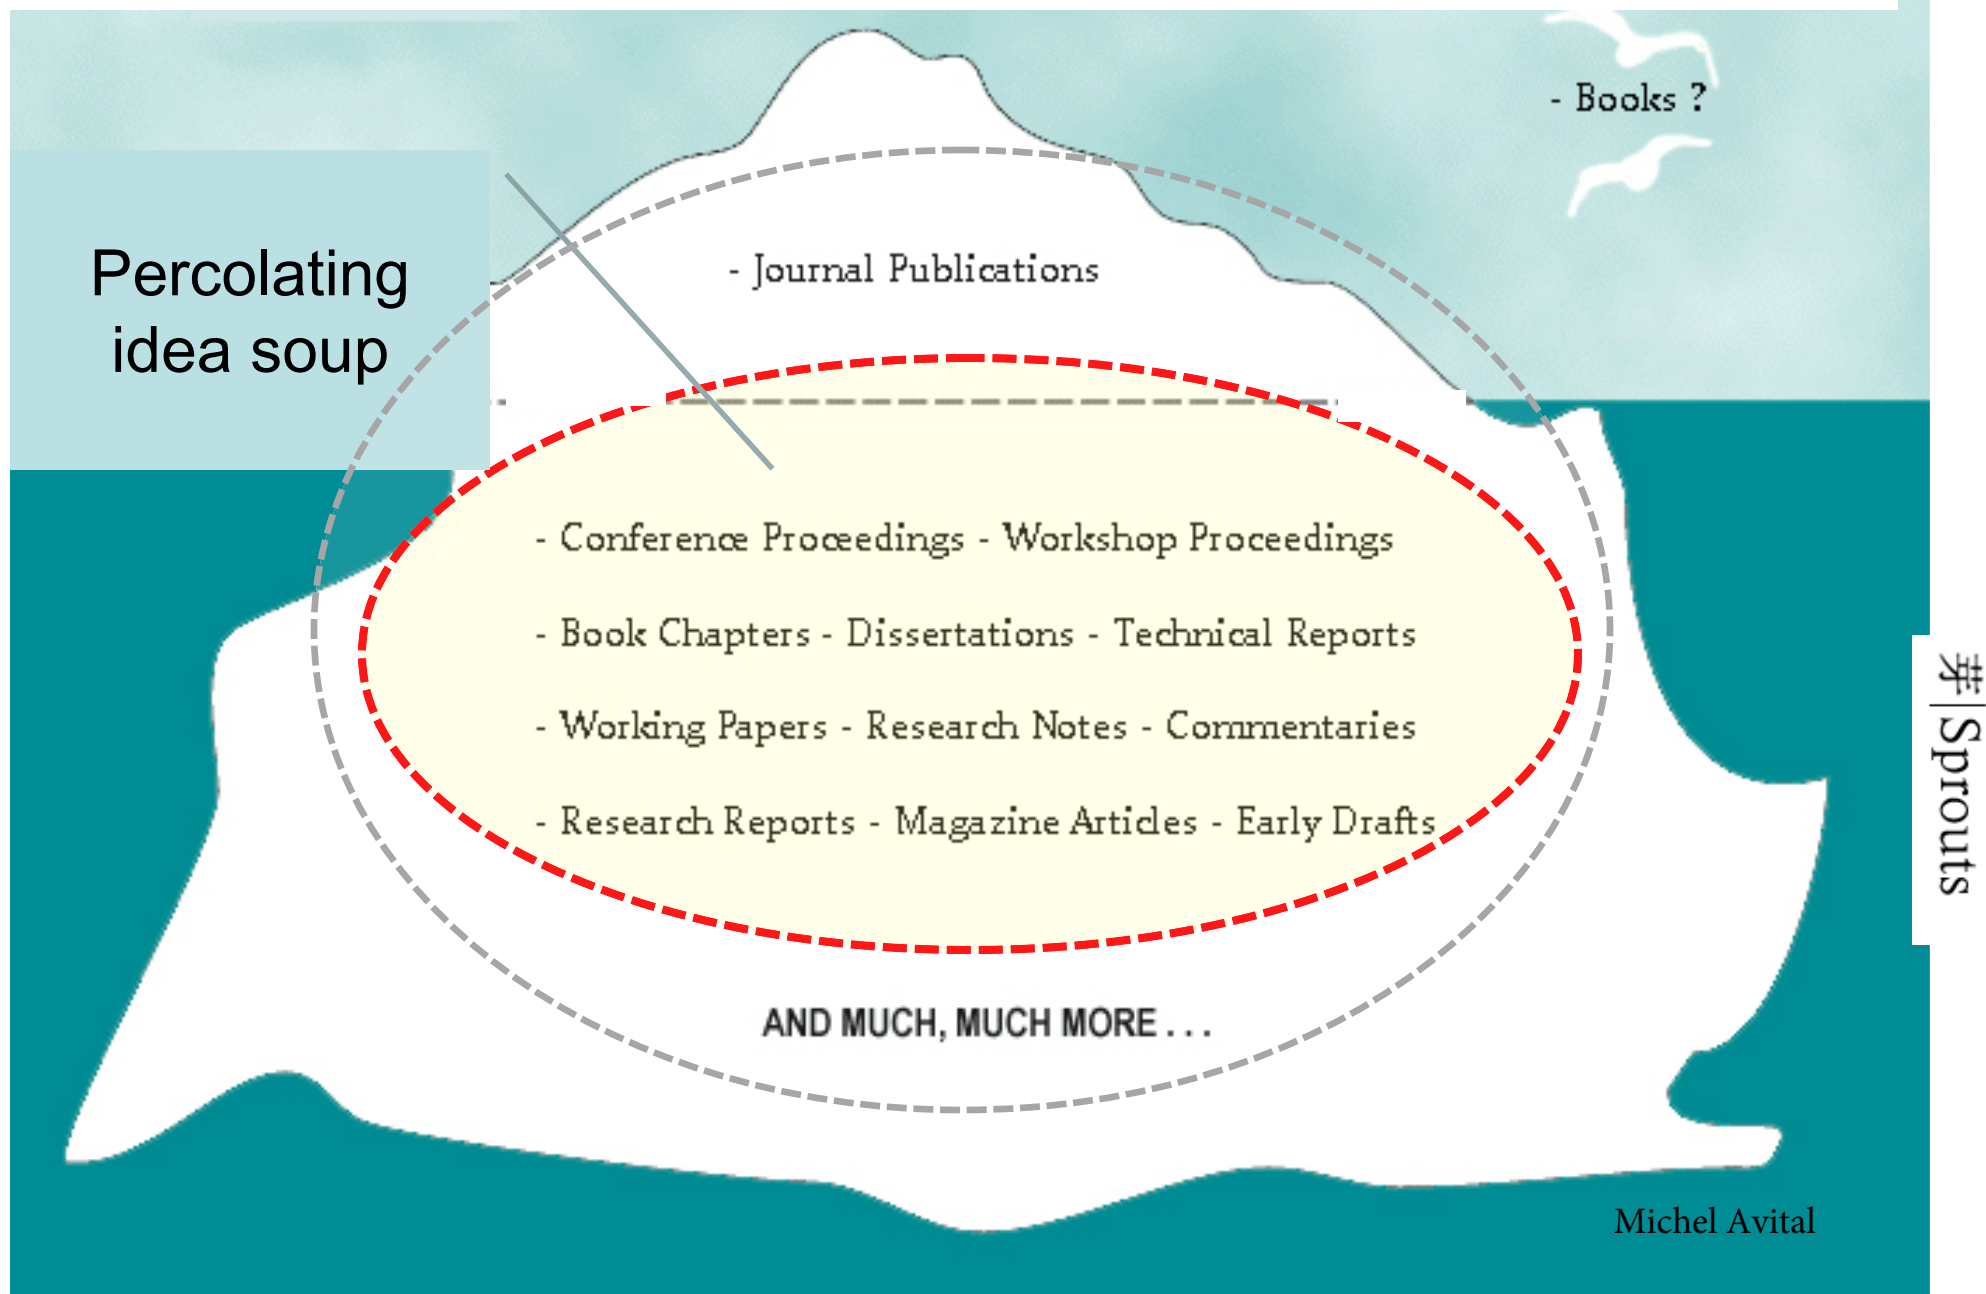 - Books ?
Percolating
idea soup
- Journal Publications
- Conference Proceedings - Workshop Proceedings
- Book Chapters - Dissertations - Technical Reports
- Working Papers - Research Notes - Commentaries
- Research Reports - Magazine Articles - Early Drafts
AND MUCH, MUCH MORE . . .
芽|Sprouts
Michel Avital